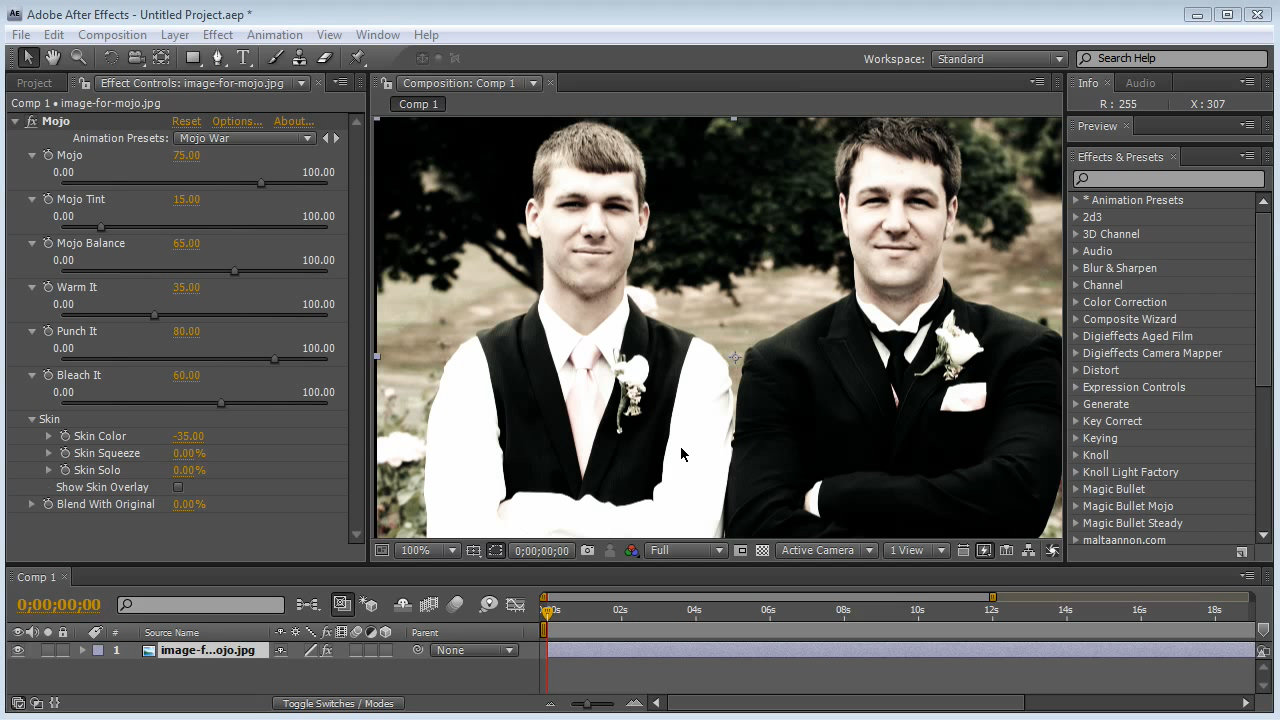 Adobe After Effects - Untitled Project.aep *
File Edit Composition Layer Effect Animation View Window Help
Workspace: Standard Search Help
Project Effect Controls: image-for-mojo.jpg
Comp 1 • image-for-mojo.jpg
Mojo Reset Options... About...
Animation Presets: Mojo War
Mojo 75.00
0.00 100.00
Mojo Tint 15.00
0.00 100.00
Mojo Balance 65.00
0.00 100.00
Warm It 35.00
0.00 100.00
Punch It 80.00
0.00 100.00
Bleach It 60.00
0.00 100.00
Skin
Skin Color -35.00
Skin Squeeze 0.00%
Skin Solo 0.00%
Show Skin Overlay
Blend With Original 0.00%
Composition: Comp 1
Comp 1
100% 0;00;00;00 Full Active Camera 1 View
Info Audio
R : 255 X : 307
Preview
Effects & Presets
* Animation Presets
2d3
3D Channel
Audio
Blur & Sharpen
Channel
Color Correction
Composite Wizard
Digieffects Aged Film
Digieffects Camera Mapper
Distort
Expression Controls
Generate
Key Correct
Keying
Knoll
Knoll Light Factory
Magic Bullet
Magic Bullet Mojo
Magic Bullet Steady
maltaannon.com
Comp 1
0;00;00;00
02s 04s 06s 08s 10s 12s 14s 16s 18s
# Source Name Parent
1 image-f...ojo.jpg None
Toggle Switches / Modes